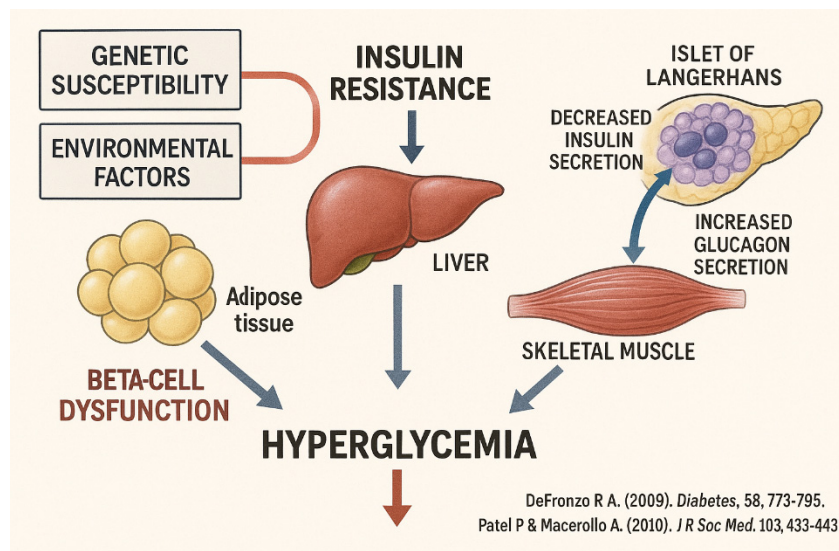 GENETIC
SUSCEPTIBILITY
ENVIRONMENTAL
FACTORS
INSULIN
RESISTANCE
ISLET OF
LANGERHANS
DECREASED
INSULIN
SECRETION
INCREASED
GLUCAGON
SECRETION
LIVER
Adipose
tissue
SKELETAL MUSCLE
BETA-CELL
DYSFUNCTION
HYPERGLYCEMIA
DeFronzo R A. (2009). Diabetes, 58, 773-795.
Patel P & Macerollo A. (2010). J R Soc Med. 103, 433-443